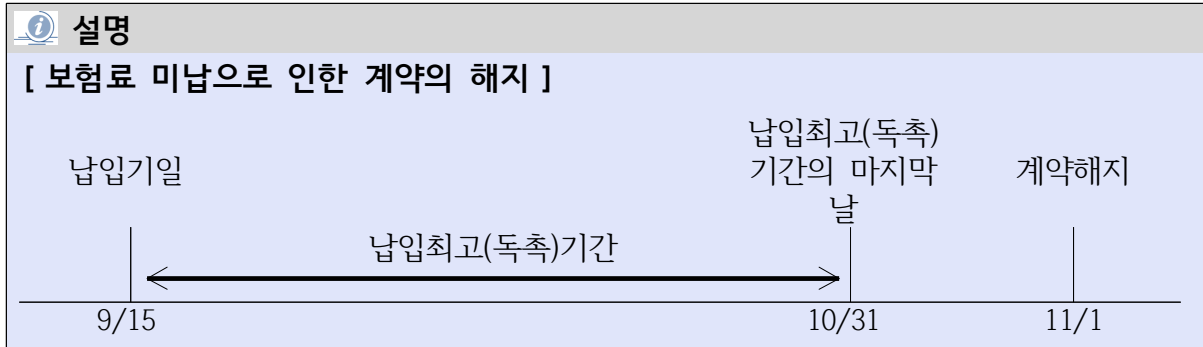 설명
[ 보험료 미납으로 인한 계약의 해지 ]
납입기일
납입최고(독촉)
기간의 마지막
날
계약해지
납입최고(독촉)기간
9/15
10/31
11/1